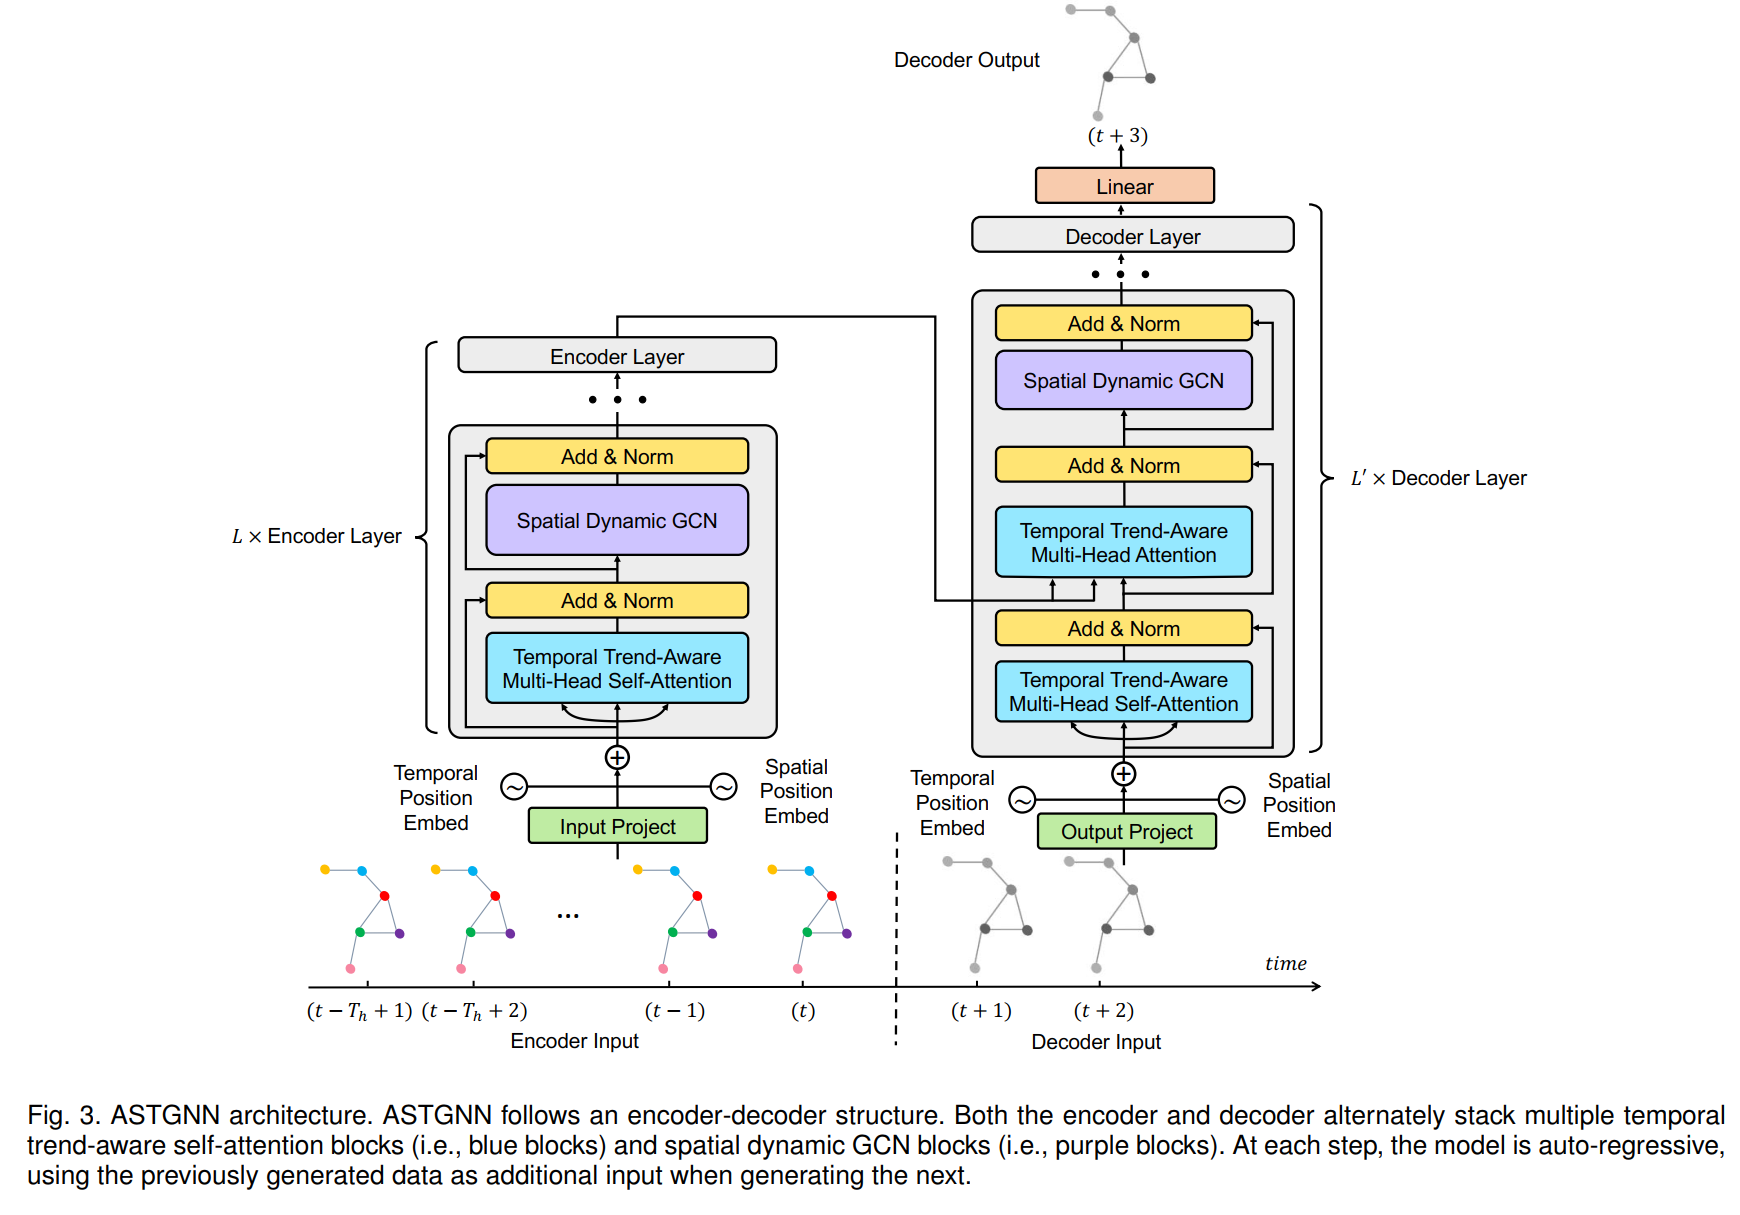 Decoder Output
(t + 3)
Linear
Decoder Layer
Add & Norm
Spatial Dynamic GCN
Add & Norm
Temporal Trend-Aware
Multi-Head Attention
Add & Norm
Temporal Trend-Aware
Multi-Head Self-Attention
L′ × Decoder Layer
Encoder Layer
Add & Norm
Spatial Dynamic GCN
Add & Norm
Temporal Trend-Aware
Multi-Head Self-Attention
L × Encoder Layer
Temporal
Position
Embed
Spatial
Position
Embed
Input Project
Temporal
Position
Embed
Spatial
Position
Embed
Output Project
...
time
(t − Tₕ + 1) (t − Tₕ + 2) (t − 1) (t) (t + 1) (t + 2)
Encoder Input
Decoder Input
Fig. 3. ASTGNN architecture. ASTGNN follows an encoder-decoder structure. Both the encoder and decoder alternately stack multiple temporal
trend-aware self-attention blocks (i.e., blue blocks) and spatial dynamic GCN blocks (i.e., purple blocks). At each step, the model is auto-regressive,
using the previously generated data as additional input when generating the next.